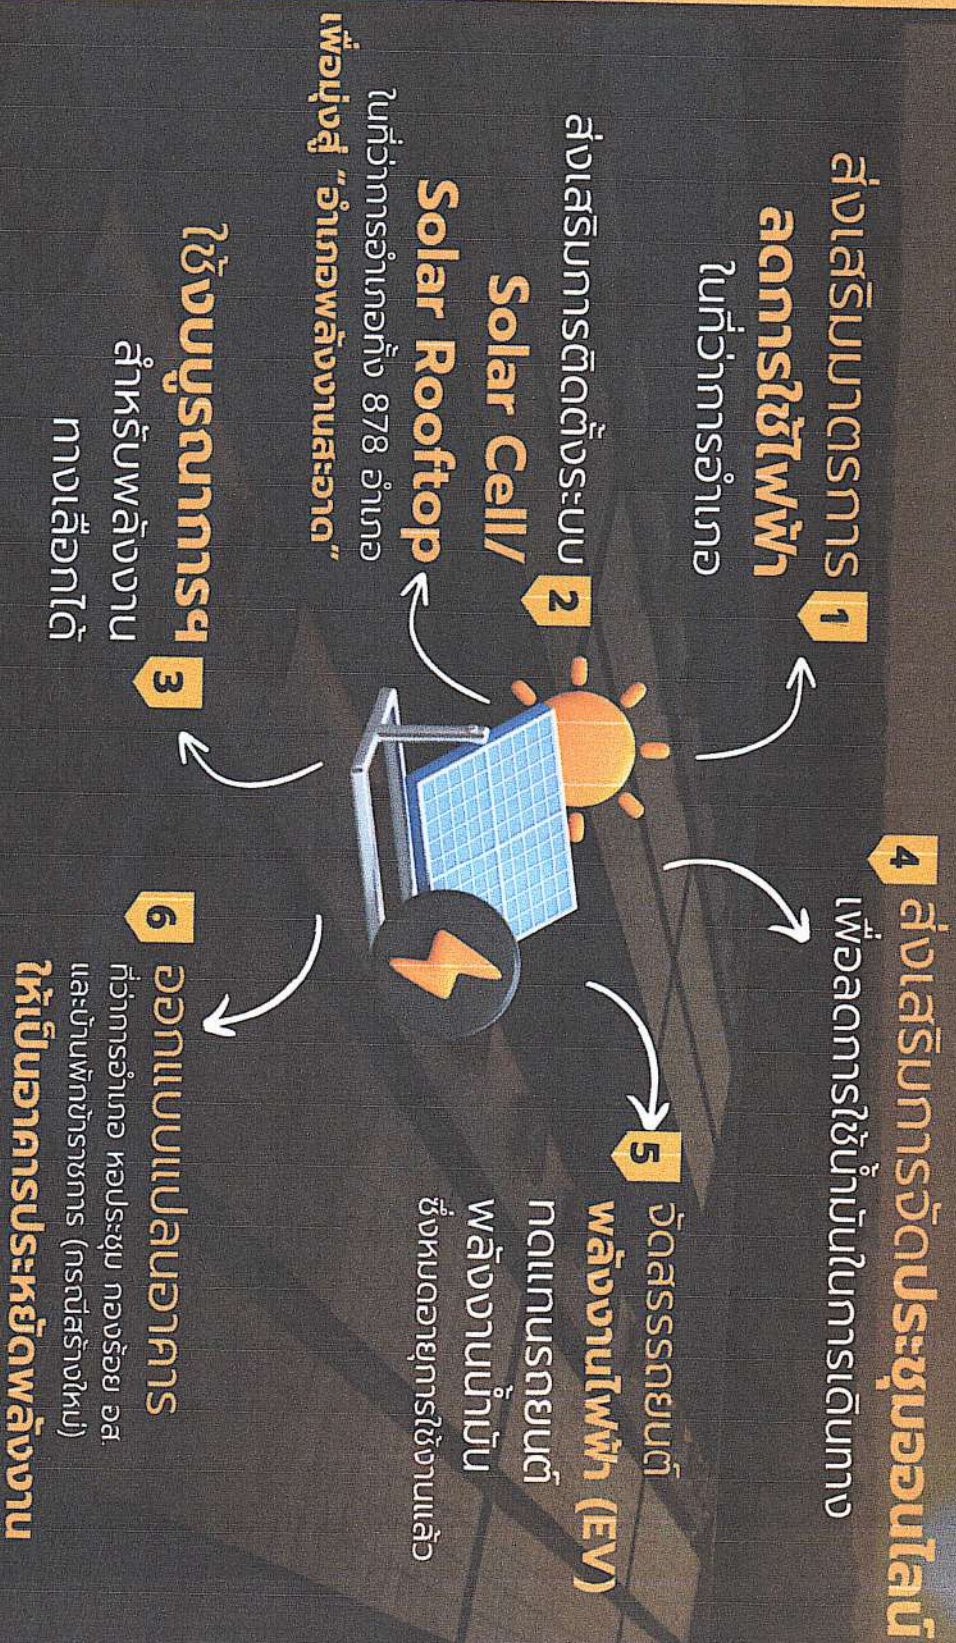 1
ส่งเสริมมาตรการ
ลดการใช้ไฟฟ้า
ในที่ว่าการอำเภอ
2
ส่งเสริมการติดตั้งระบบ
Solar Cell/
Solar Rooftop
ในที่ว่าการอำเภอทั้ง 878 อำเภอ
เพื่อมุ่งสู่ “อำเภอพลังงานสะอาด”
3
ใช้งบบูรณาการฯ
สำหรับพลังงาน
ทางเลือกได้
4
ส่งเสริมการจัดประชุมออนไลน์
เพื่อลดการใช้น้ำมันในการเดินทาง
5
จัดสรรรถยนต์
พลังงานไฟฟ้า (EV)
ทดแทนรถยนต์
พลังงานน้ำมัน
ซึ่งหมดอายุการใช้งานแล้ว
6
ออกแบบแปลนอาคาร
ที่ว่าการอำเภอ หอประชุม กองร้อย อส.
และบ้านพักข้าราชการ (กรณีสร้างใหม่)
ให้เป็นอาคารประหยัดพลังงาน